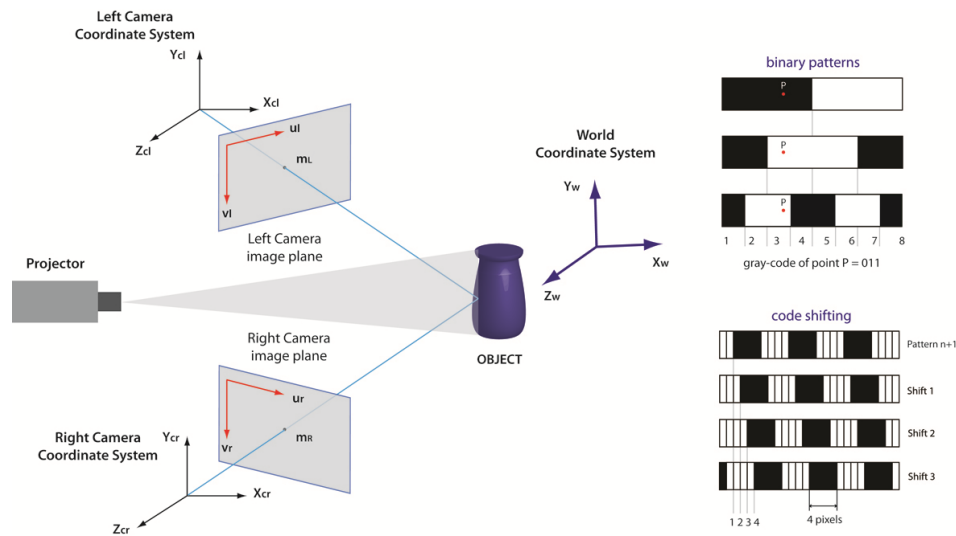 Left Camera
Coordinate System
Ycl
Xcl
Zcl
ul
mL
vl
Left Camera
image plane
Projector
Right Camera
image plane
ur
mR
vr
Right Camera
Coordinate System
Ycr
Xcr
Zcr
OBJECT
World
Coordinate System
Yw
Xw
Zw
binary patterns
P
P
P
1 2 3 4 5 6 7 8
gray-code of point P = 011
code shifting
Pattern n+1
Shift 1
Shift 2
Shift 3
1 2 3 4
4 pixels